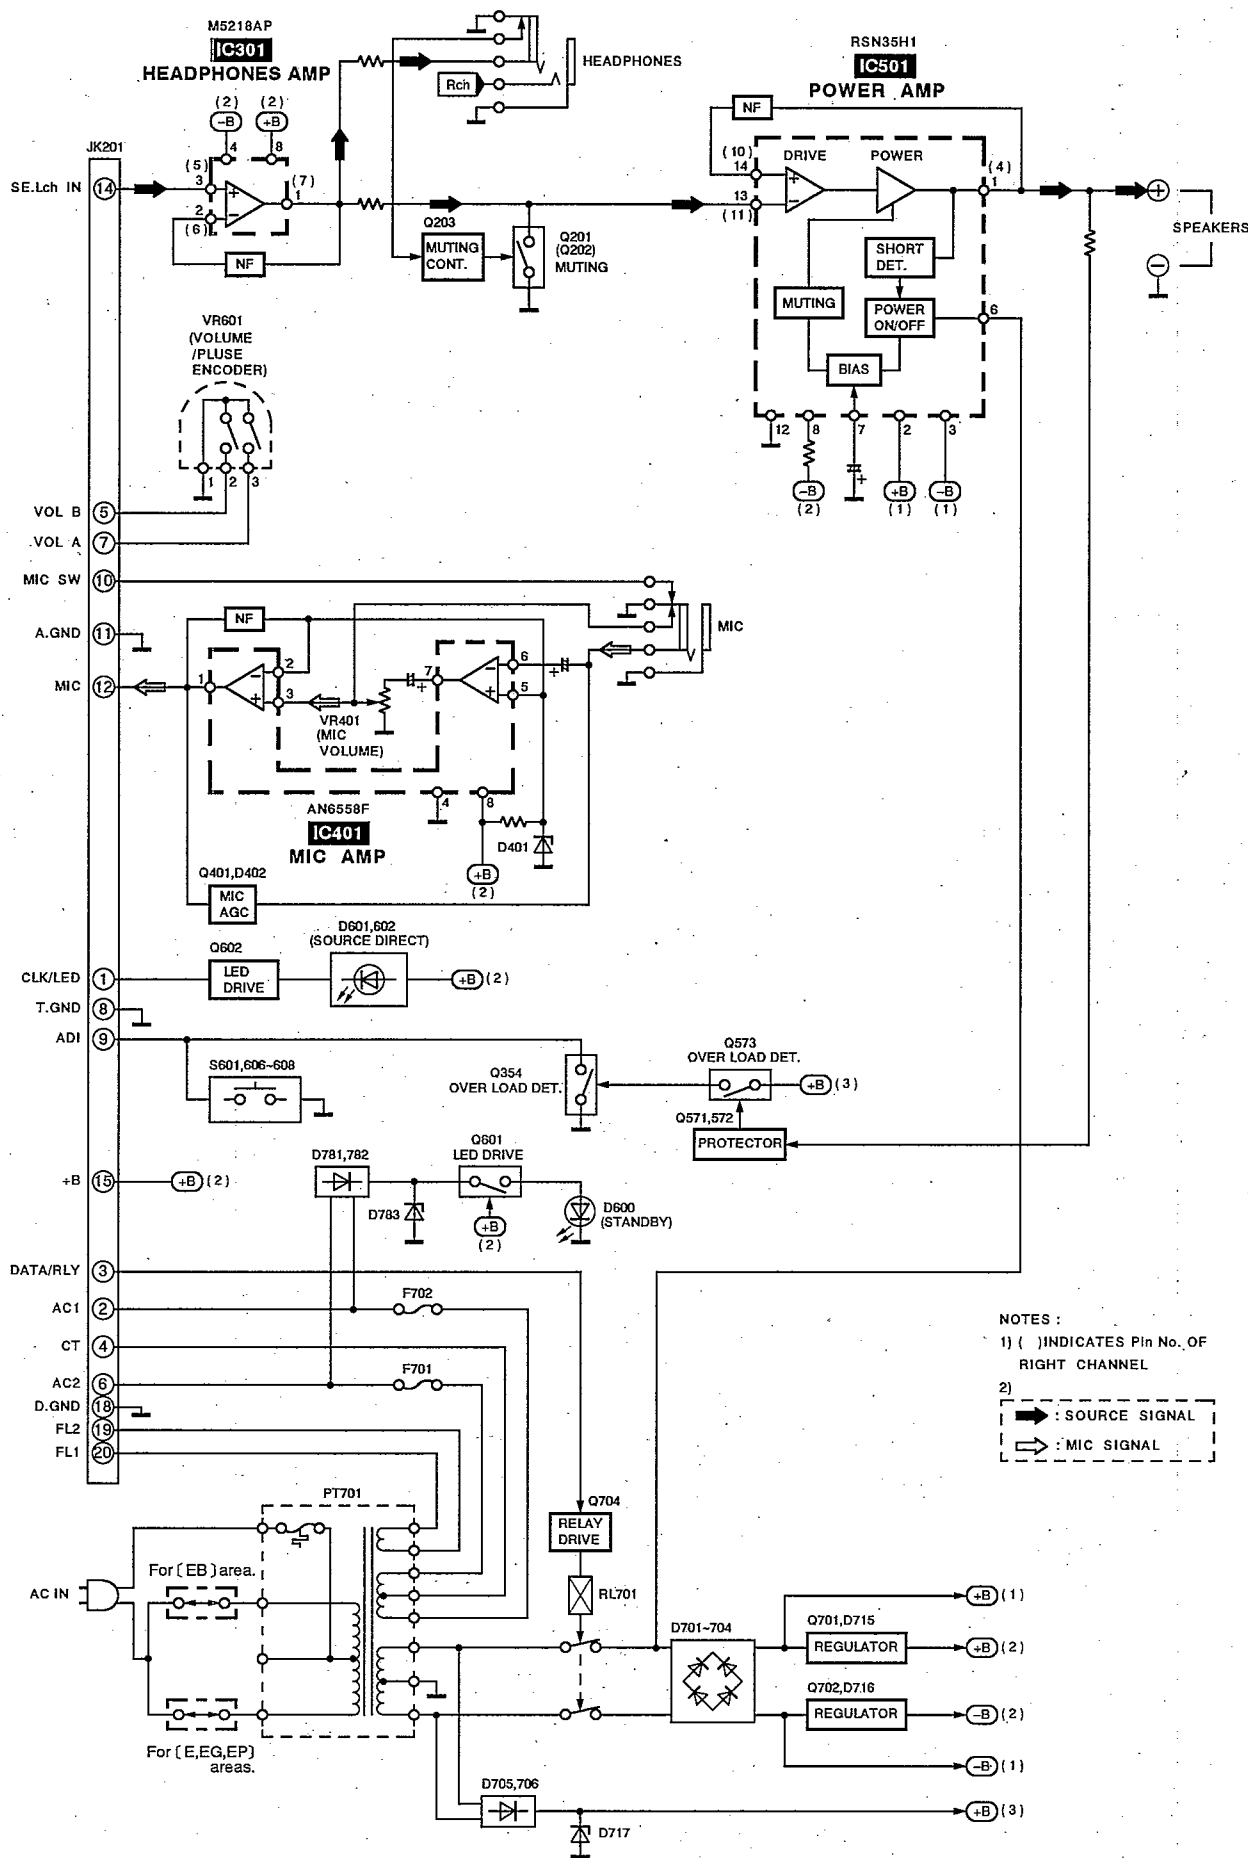 M5218AP
IC301
HEADPHONES AMP
(2)
-B
(2)
+B
4
8
JK201
SE.Lch IN
14
(5)
3
2
(6)
+
−
(7)
1
NF
HEADPHONES
Rch
Q203
MUTING
CONT.
Q201
(Q202)
MUTING
RSN35H1
IC501
POWER AMP
NF
(10)
14
13
(11)
DRIVE
POWER
+
−
(4)
1
SHORT
DET.
MUTING
POWER
ON/OFF
6
BIAS
12
8
7
2
3
+
-B
(2)
+B
(1)
-B
(1)
+
−
SPEAKERS
VR601
(VOLUME
/PLUSE
ENCODER)
1
2
3
VOL B
5
VOL A
7
MIC SW
10
A.GND
11
MIC
12
NF
1
2
3
−
+
VR401
(MIC
VOLUME)
7
+
6
5
−
+
+
MIC
4
8
AN6558F
IC401
MIC AMP
D401
+B
(2)
Q401,D402
MIC
AGC
D601,602
(SOURCE DIRECT)
Q602
LED
DRIVE
+B (2)
CLK/LED
1
T.GND
8
ADI
9
S601,606~608
Q354
OVER LOAD DET.
Q573
OVER LOAD DET.
+B (3)
Q571,572
PROTECTOR
+B
15
+B (2)
D781,782
Q601
LED DRIVE
D783
+B
(2)
D600
(STANDBY)
DATA/RLY
3
AC1
2
F702
CT
4
AC2
6
F701
D.GND
18
FL2
19
FL1
20
NOTES :
1) ( )INDICATES Pin No. OF
RIGHT CHANNEL
2)
: SOURCE SIGNAL
: MIC SIGNAL
PT701
Q704
RELAY
DRIVE
For [EB] area.
AC IN
RL701
D701~704
+B (1)
Q701,D715
REGULATOR
+B (2)
Q702,D716
REGULATOR
-B (2)
For [E,EG,EP]
areas.
-B (1)
D705,706
+B (3)
D717